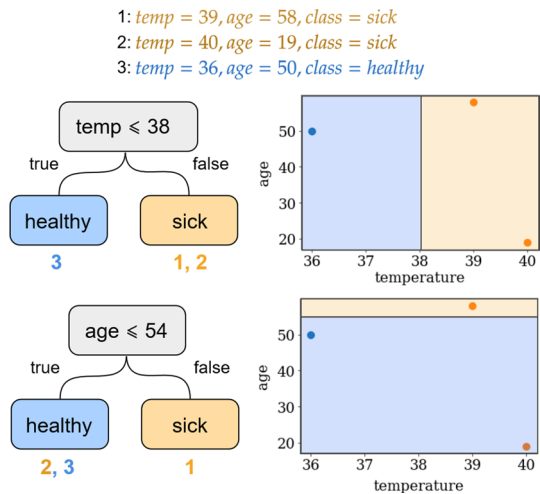 1: temp = 39, age = 58, class = sick
2: temp = 40, age = 19, class = sick
3: temp = 36, age = 50, class = healthy
temp ⩽ 38
true
false
healthy
sick
3
1, 2
age
50
40
30
20
36 37 38 39 40
temperature
age ⩽ 54
true
false
healthy
sick
2, 3
1
age
50
40
30
20
36 37 38 39 40
temperature